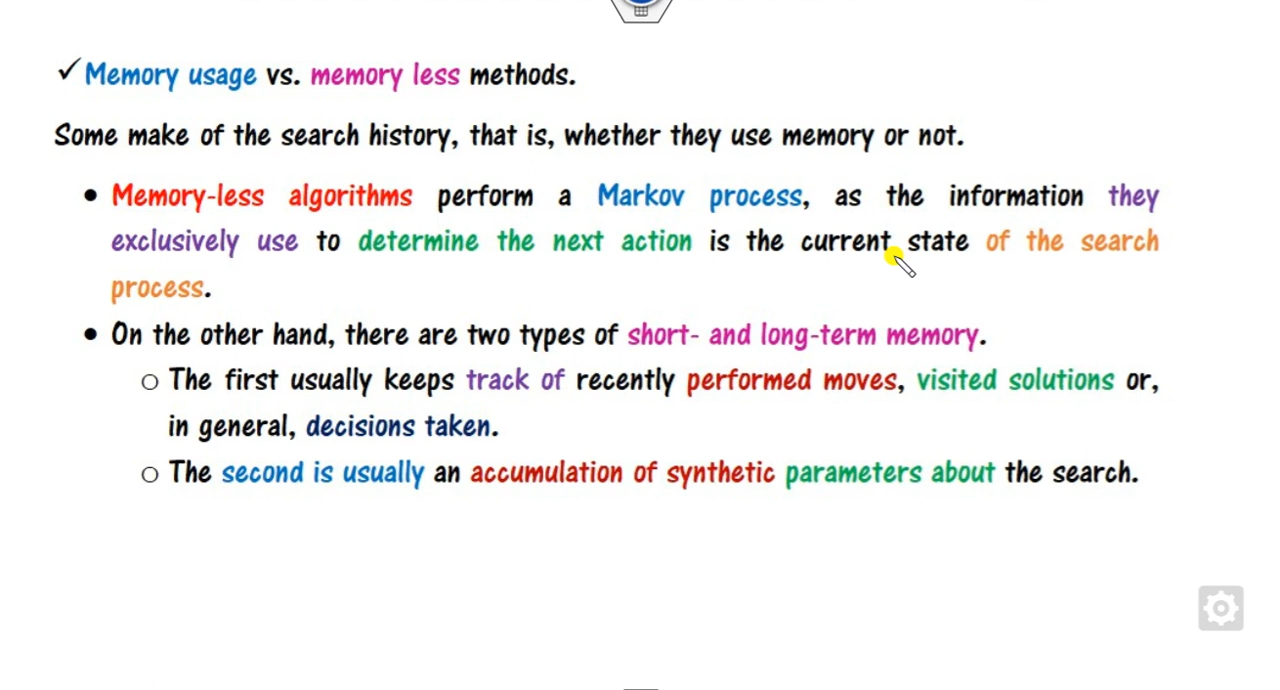 ✓ Memory usage vs. memory less methods.
Some make of the search history, that is, whether they use memory or not.
• Memory-less algorithms perform a Markov process, as the information they
exclusively use to determine the next action is the current state of the search
process.
• On the other hand, there are two types of short- and long-term memory.
o The first usually keeps track of recently performed moves, visited solutions or,
in general, decisions taken.
o The second is usually an accumulation of synthetic parameters about the search.